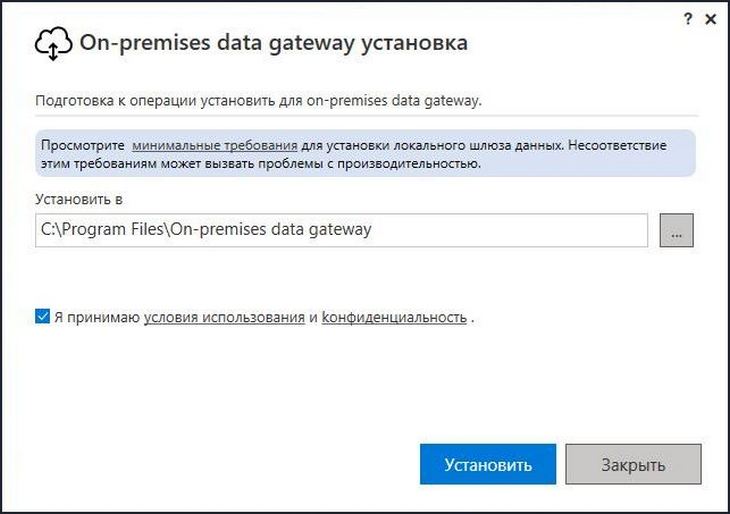 ? ×
On-premises data gateway установка
Подготовка к операции установить для on-premises data gateway.
Просмотрите минимальные требования для установки локального шлюза данных. Несоответствие
этим требованиям может вызвать проблемы с производительностью.
Установить в
C:\Program Files\On-premises data gateway
...
Я принимаю условия использования и конфиденциальность .
Установить Закрыть